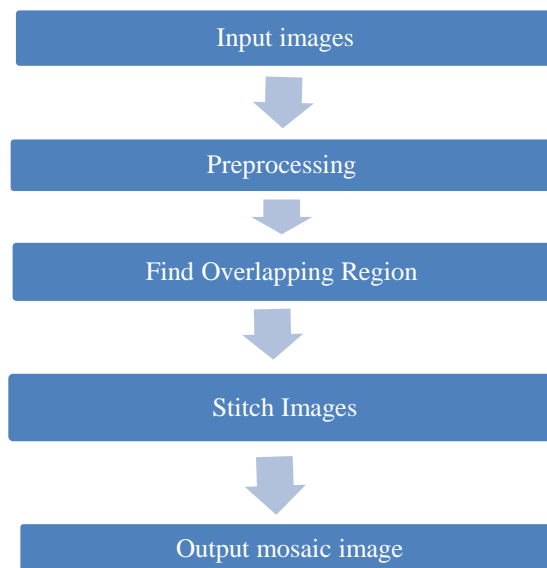 Input images
Preprocessing
Find Overlapping Region
Stitch Images
Output mosaic image